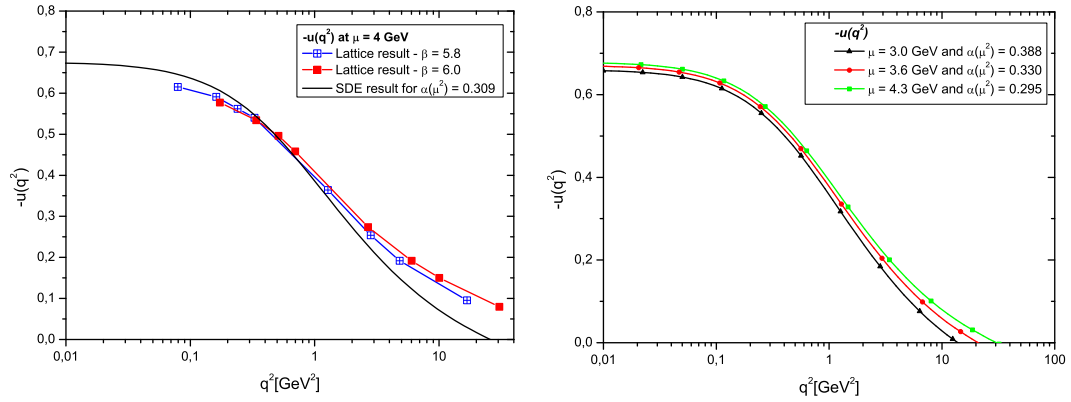 -u(q²) at μ = 4 GeV
Lattice result - β = 5.8
Lattice result - β = 6.0
SDE result for α(μ²) = 0.309
0,8
0,7
0,6
0,5
0,4
0,3
0,2
0,1
0,0
-u(q²)
0,01
0,1
1
10
q²[GeV²]
-u(q²)
μ = 3.0 GeV and α(μ²) = 0.388
μ = 3.6 GeV and α(μ²) = 0.330
μ = 4.3 GeV and α(μ²) = 0.295
0,8
0,6
0,4
0,2
0,0
-u(q²)
0,01
0,1
1
10
100
q²[GeV²]